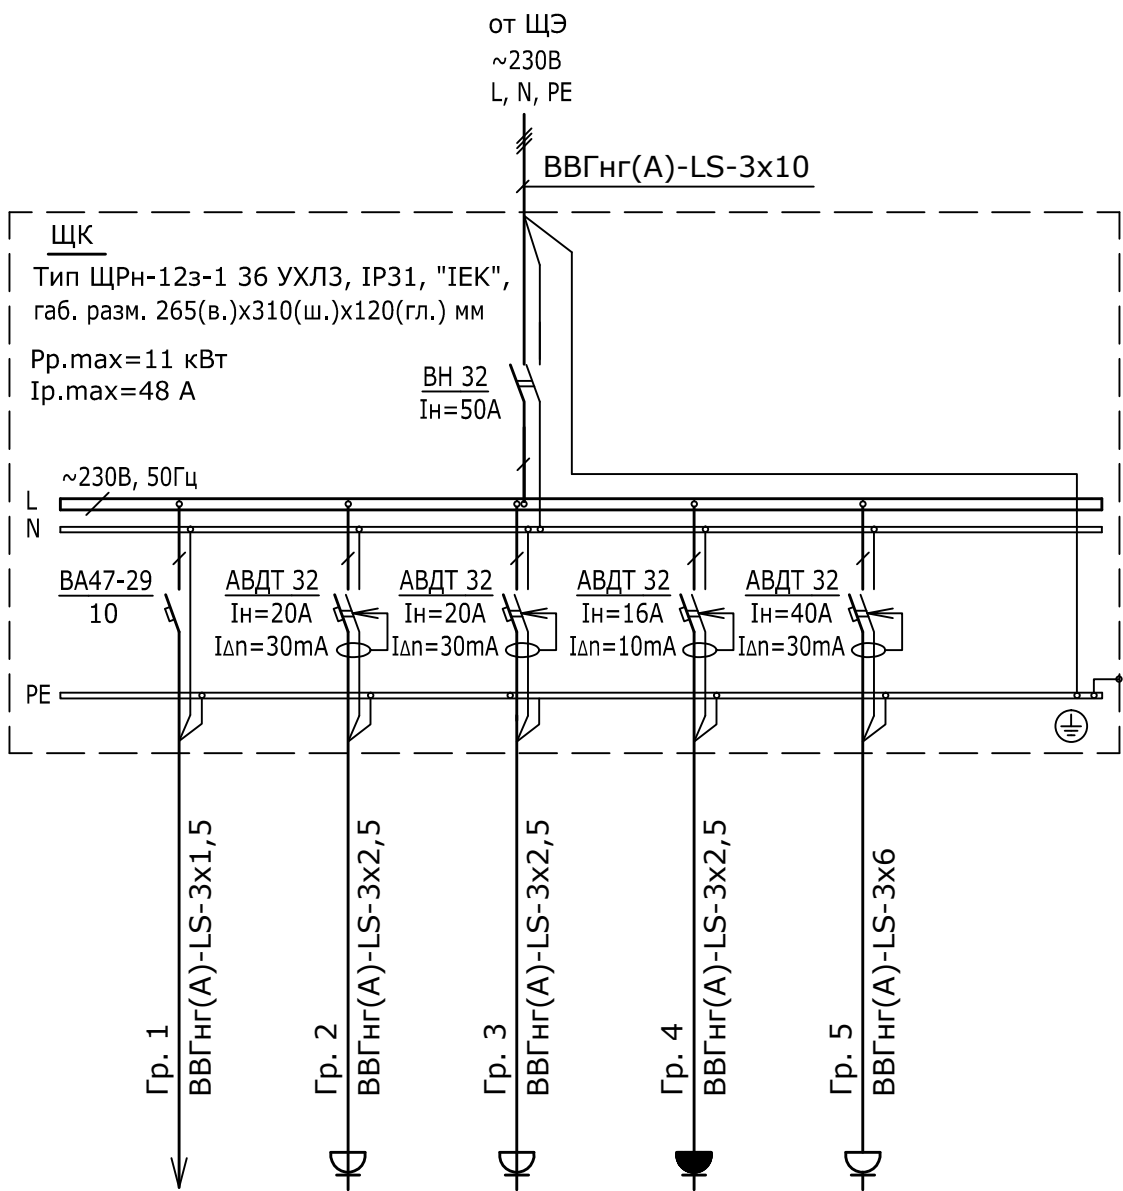 от ЩЭ
~230В
L, N, PE
ВВГнг(А)-LS-3х10
ЩК
Тип ЩРн-12з-1 36 УХЛ3, IP31, "IEK",
габ. разм. 265(в.)х310(ш.)х120(гл.) мм
Рр.max=11 кВт
Iр.max=48 А
ВН 32
Iн=50А
~230В, 50Гц
L
N
ВА47-29
10
АВДТ 32
Iн=20А
IΔn=30mA
АВДТ 32
Iн=20А
IΔn=30mA
АВДТ 32
Iн=16А
IΔn=10mA
АВДТ 32
Iн=40А
IΔn=30mA
PE
Гр. 1
ВВГнг(А)-LS-3х1,5
Гр. 2
ВВГнг(А)-LS-3х2,5
Гр. 3
ВВГнг(А)-LS-3х2,5
Гр. 4
ВВГнг(А)-LS-3х2,5
Гр. 5
ВВГнг(А)-LS-3х6